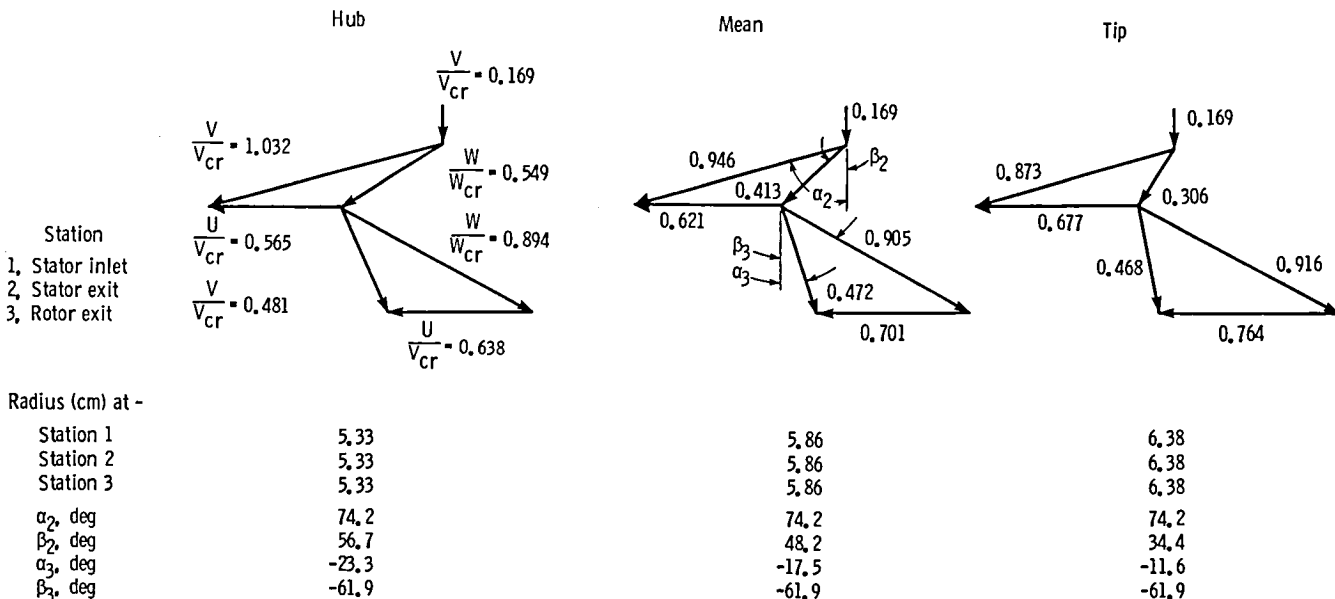 Hub
Mean
Tip
V/Vcr = 0.169
V/Vcr = 1.032
W/Wcr = 0.549
U/Vcr = 0.565
W/Wcr = 0.894
V/Vcr = 0.481
U/Vcr = 0.638
Station
1, Stator inlet
2, Stator exit
3, Rotor exit
0.169
0.946
β2
0.413
α2
0.621
β3
α3
0.905
0.472
0.701
0.169
0.873
0.306
0.677
0.468
0.916
0.764
Radius (cm) at -
Station 1 5.33 5.86 6.38
Station 2 5.33 5.86 6.38
Station 3 5.33 5.86 6.38
α2, deg 74.2 74.2 74.2
β2, deg 56.7 48.2 34.4
α3, deg -23.3 -17.5 -11.6
β3, deg -61.9 -61.9 -61.9